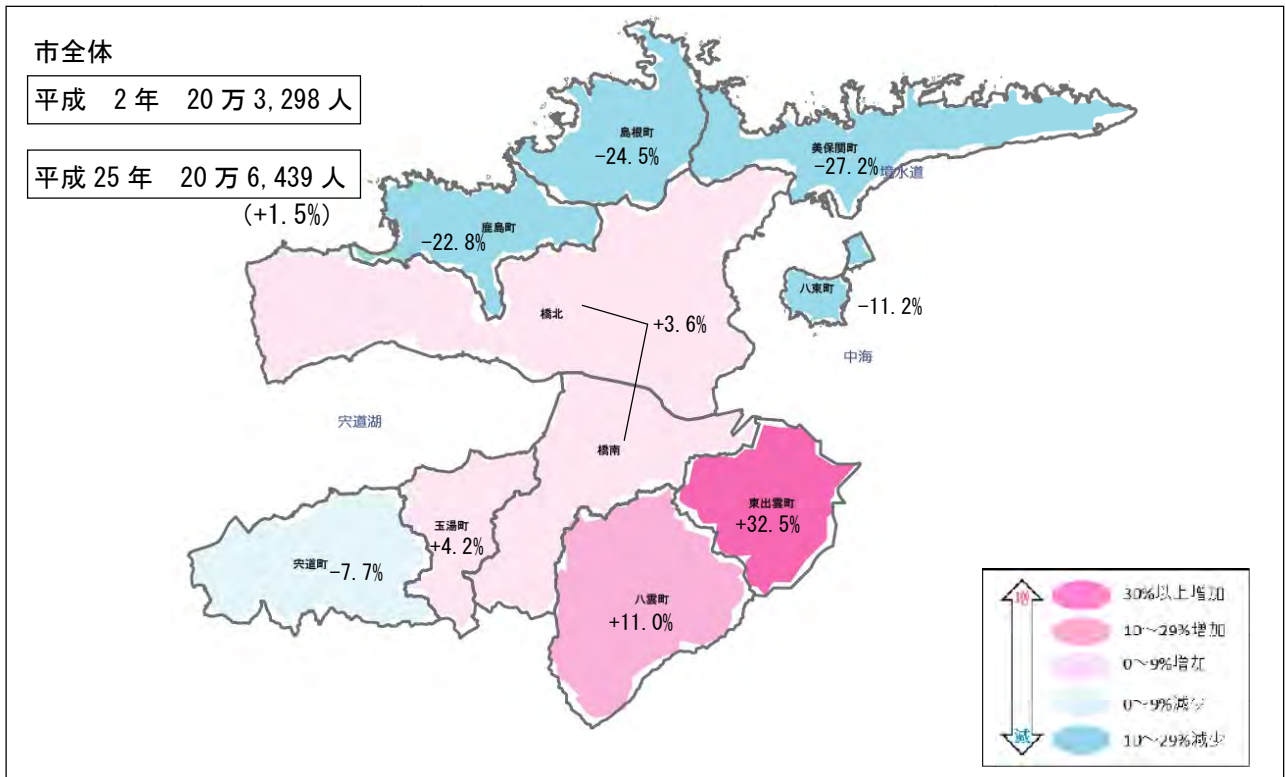 市全体
平成 2年 20万3,298人
平成25年 20万6,439人
(+1.5%)
島根町
-24.5%
美保関町
-27.2%
境水道
鹿島町
-22.8%
八束町
-11.2%
橋北
+3.6%
中海
宍道湖
橋南
東出雲町
+32.5%
玉湯町
+4.2%
宍道町
-7.7%
八雲町
+11.0%
増
30%以上増加
10～29%増加
0～9%増加
0～9%減少
減
10～29%減少